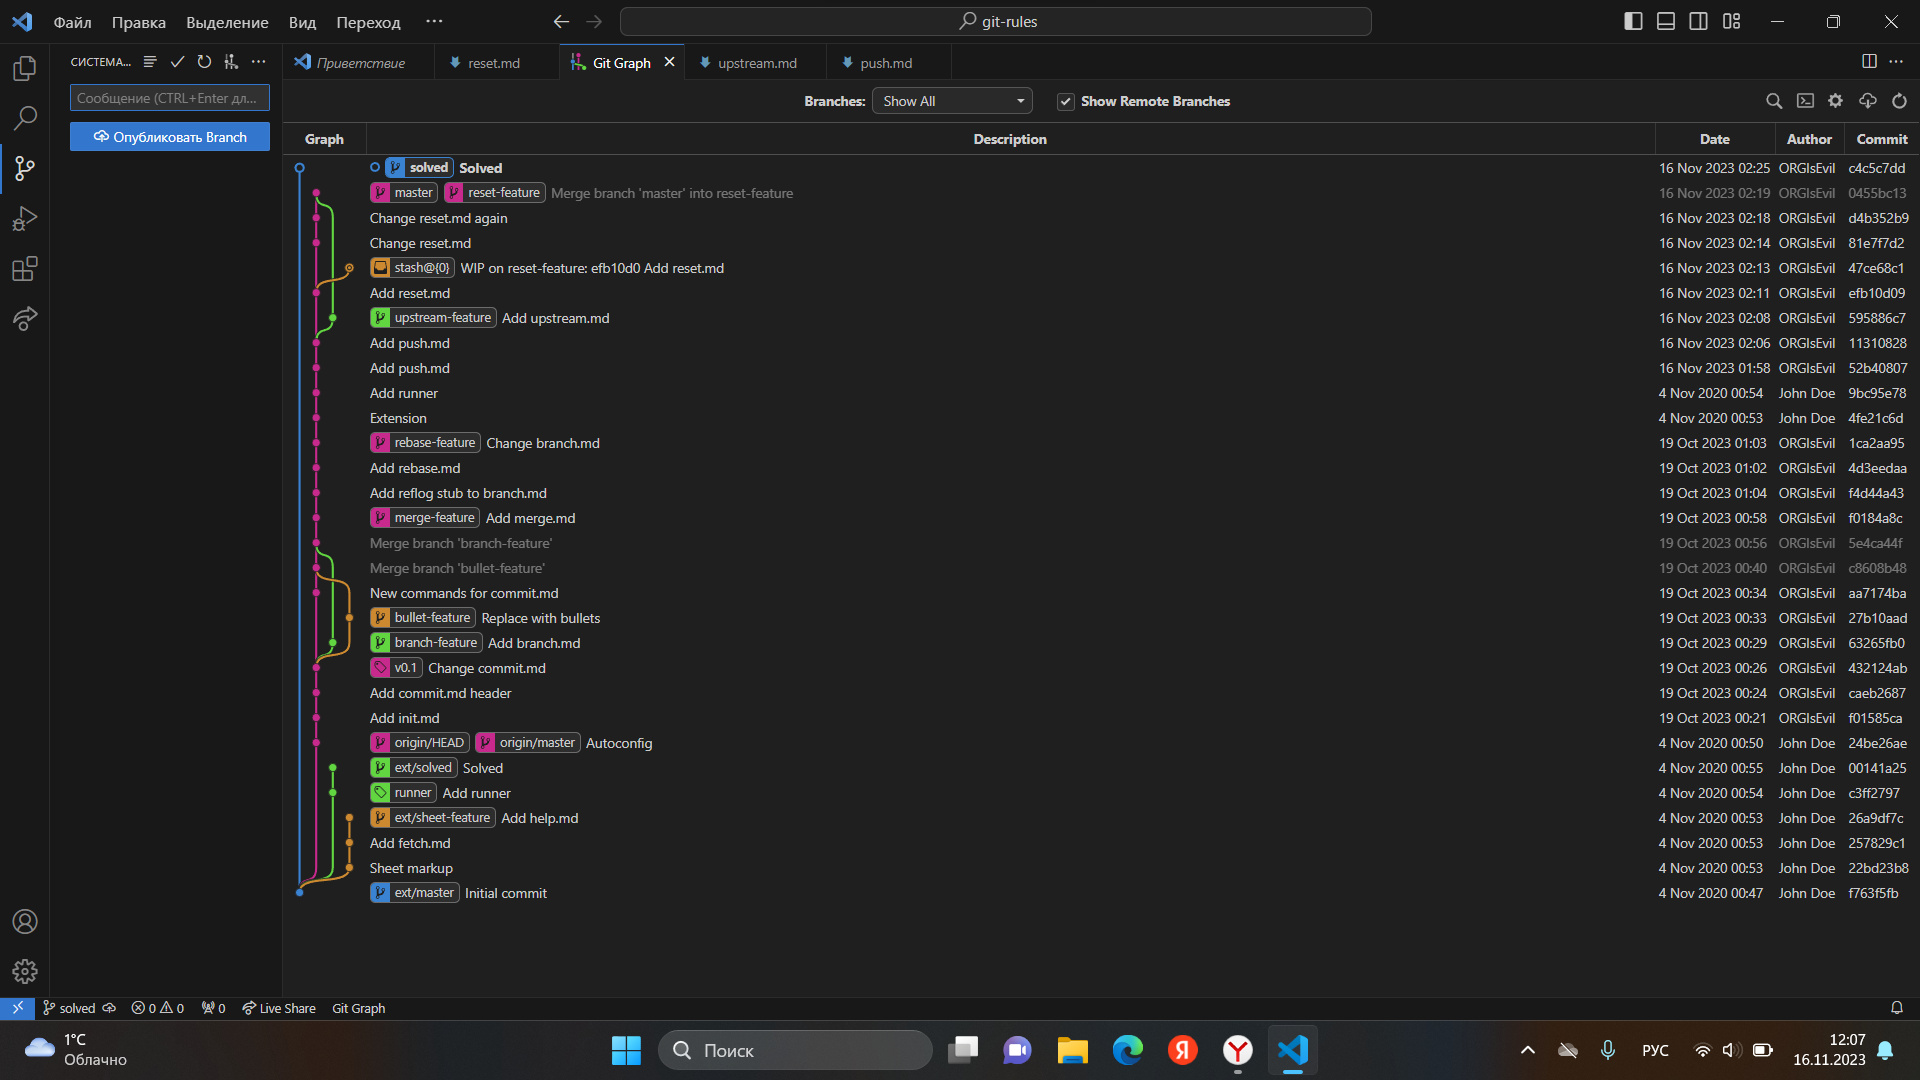 Файл Правка Выделение Вид Переход ··· git-rules
СИСТЕМА... Приветствие reset.md Git Graph upstream.md push.md
Сообщение (CTRL+Enter дл...
Branches: Show All Show Remote Branches
Опубликовать Branch
Graph Description Date Author Commit
solved Solved 16 Nov 2023 02:25 ORGIsEvil c4c5c7dd
master reset-feature Merge branch 'master' into reset-feature 16 Nov 2023 02:19 ORGIsEvil 0455bc13
Change reset.md again 16 Nov 2023 02:18 ORGIsEvil d4b352b9
Change reset.md 16 Nov 2023 02:14 ORGIsEvil 81e7f7d2
stash@{0} WIP on reset-feature: efb10d0 Add reset.md 16 Nov 2023 02:13 ORGIsEvil 47ce68c1
Add reset.md 16 Nov 2023 02:11 ORGIsEvil efb10d09
upstream-feature Add upstream.md 16 Nov 2023 02:08 ORGIsEvil 595886c7
Add push.md 16 Nov 2023 02:06 ORGIsEvil 11310828
Add push.md 16 Nov 2023 01:58 ORGIsEvil 52b40807
Add runner 4 Nov 2020 00:54 John Doe 9bc95e78
Extension 4 Nov 2020 00:53 John Doe 4fe21c6d
rebase-feature Change branch.md 19 Oct 2023 01:03 ORGIsEvil 1ca2aa95
Add rebase.md 19 Oct 2023 01:02 ORGIsEvil 4d3eedaa
Add reflog stub to branch.md 19 Oct 2023 01:04 ORGIsEvil f4d44a43
merge-feature Add merge.md 19 Oct 2023 00:58 ORGIsEvil f0184a8c
Merge branch 'branch-feature' 19 Oct 2023 00:56 ORGIsEvil 5e4ca44f
Merge branch 'bullet-feature' 19 Oct 2023 00:40 ORGIsEvil c8608b48
New commands for commit.md 19 Oct 2023 00:34 ORGIsEvil aa7174ba
bullet-feature Replace with bullets 19 Oct 2023 00:33 ORGIsEvil 27b10aad
branch-feature Add branch.md 19 Oct 2023 00:29 ORGIsEvil 63265fb0
v0.1 Change commit.md 19 Oct 2023 00:26 ORGIsEvil 432124ab
Add commit.md header 19 Oct 2023 00:24 ORGIsEvil caeb2687
Add init.md 19 Oct 2023 00:21 ORGIsEvil f01585ca
origin/HEAD origin/master Autoconfig 4 Nov 2020 00:50 John Doe 24be26ae
ext/solved Solved 4 Nov 2020 00:55 John Doe 00141a25
runner Add runner 4 Nov 2020 00:54 John Doe c3ff2797
ext/sheet-feature Add help.md 4 Nov 2020 00:53 John Doe 26a9df7c
Add fetch.md 4 Nov 2020 00:53 John Doe 257829c1
Sheet markup 4 Nov 2020 00:53 John Doe 22bd23b8
ext/master Initial commit 4 Nov 2020 00:47 John Doe f763f5fb
solved 0 0 0 Live Share Git Graph
1°C
Облачно
Поиск
Я
РУС
12:07
16.11.2023